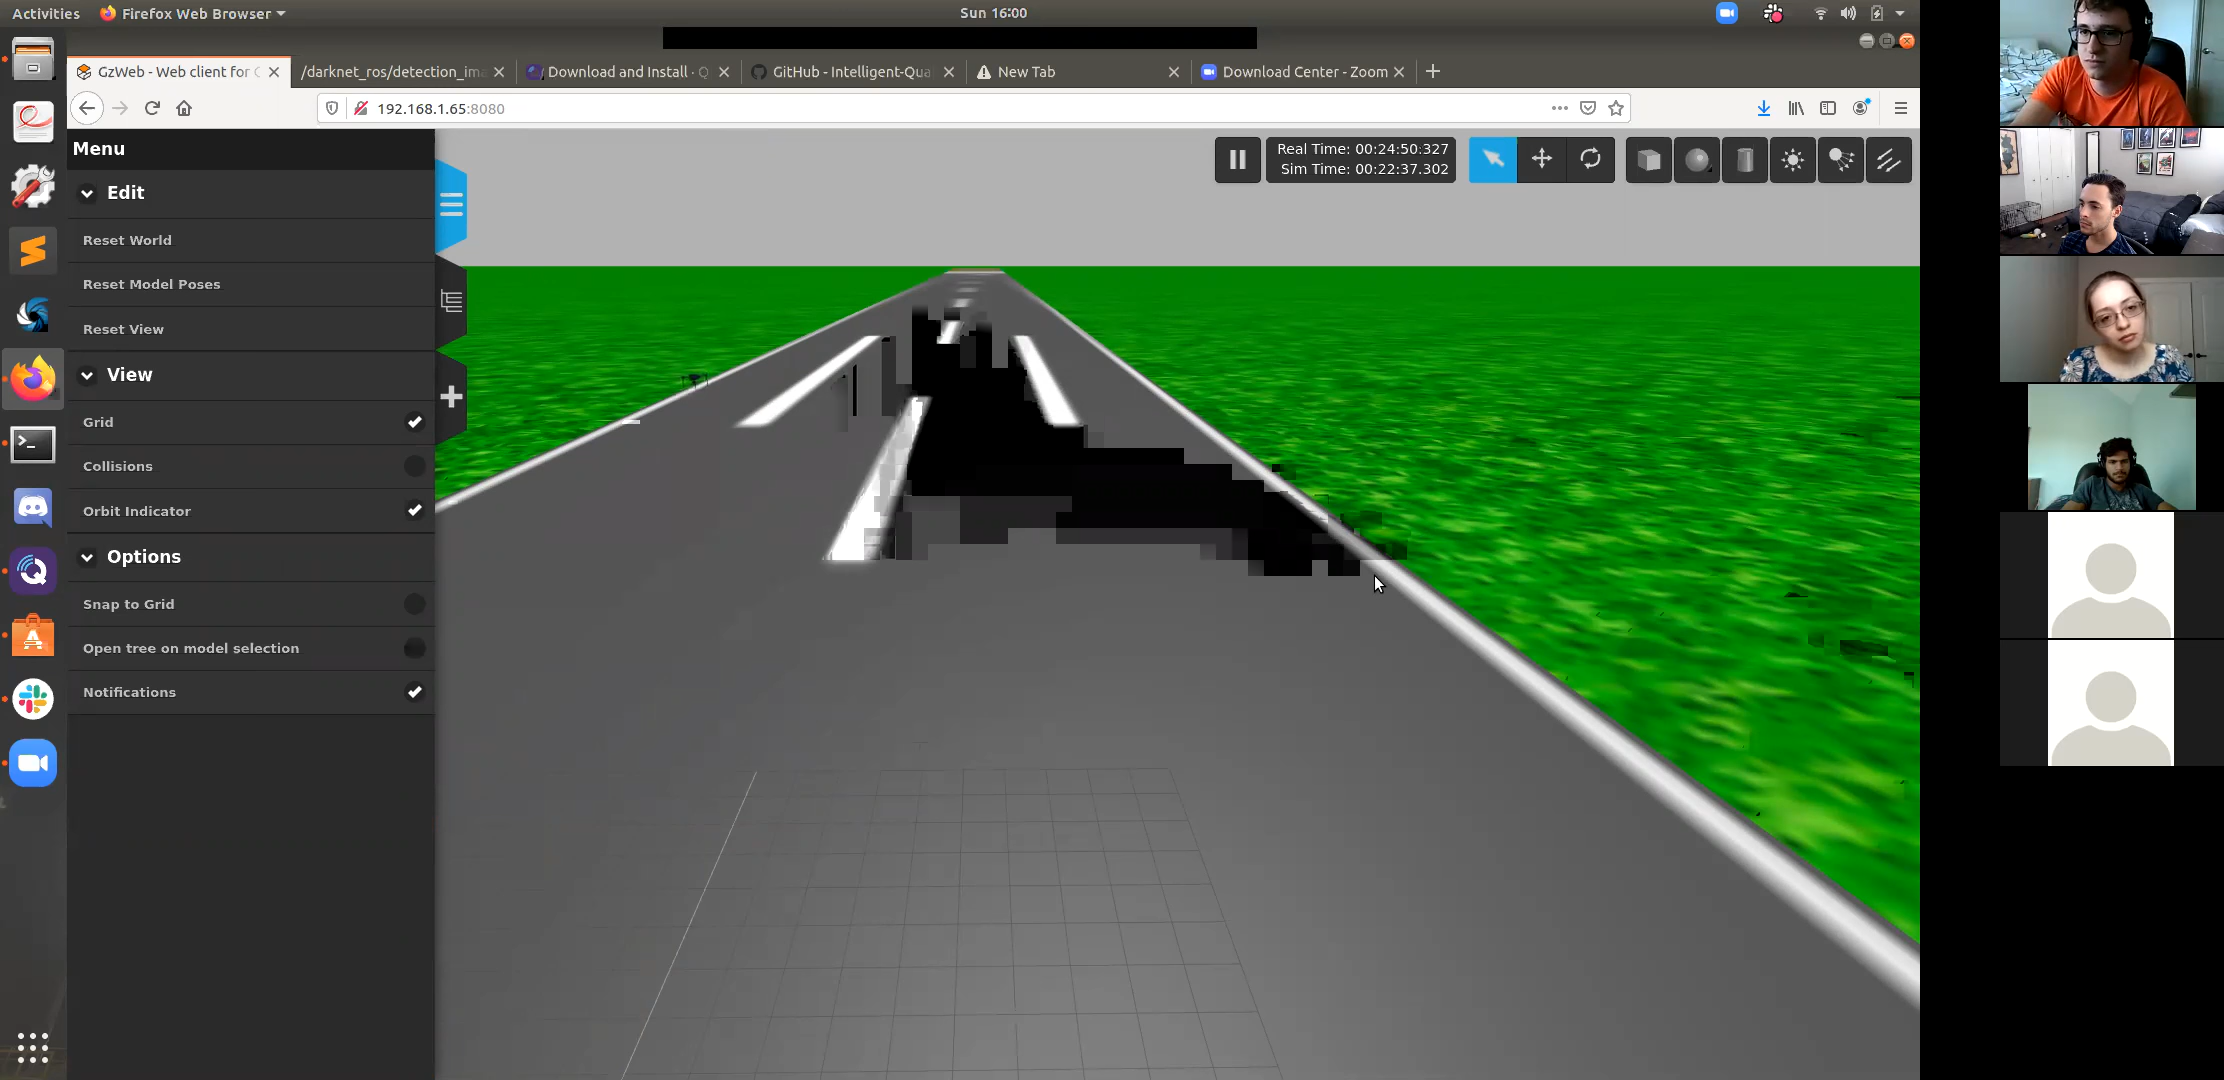 Activities
Firefox Web Browser
Sun 16:00
GzWeb - Web client for G
/darknet_ros/detection_ima
Download and Install · Q
GitHub - Intelligent-Qua
New Tab
Download Center - Zoom
192.168.1.65:8080
Menu
Real Time: 00:24:50:327
Sim Time: 00:22:37.302
Edit
Reset World
Reset Model Poses
Reset View
View
Grid
Collisions
Orbit Indicator
Options
Snap to Grid
Open tree on model selection
Notifications